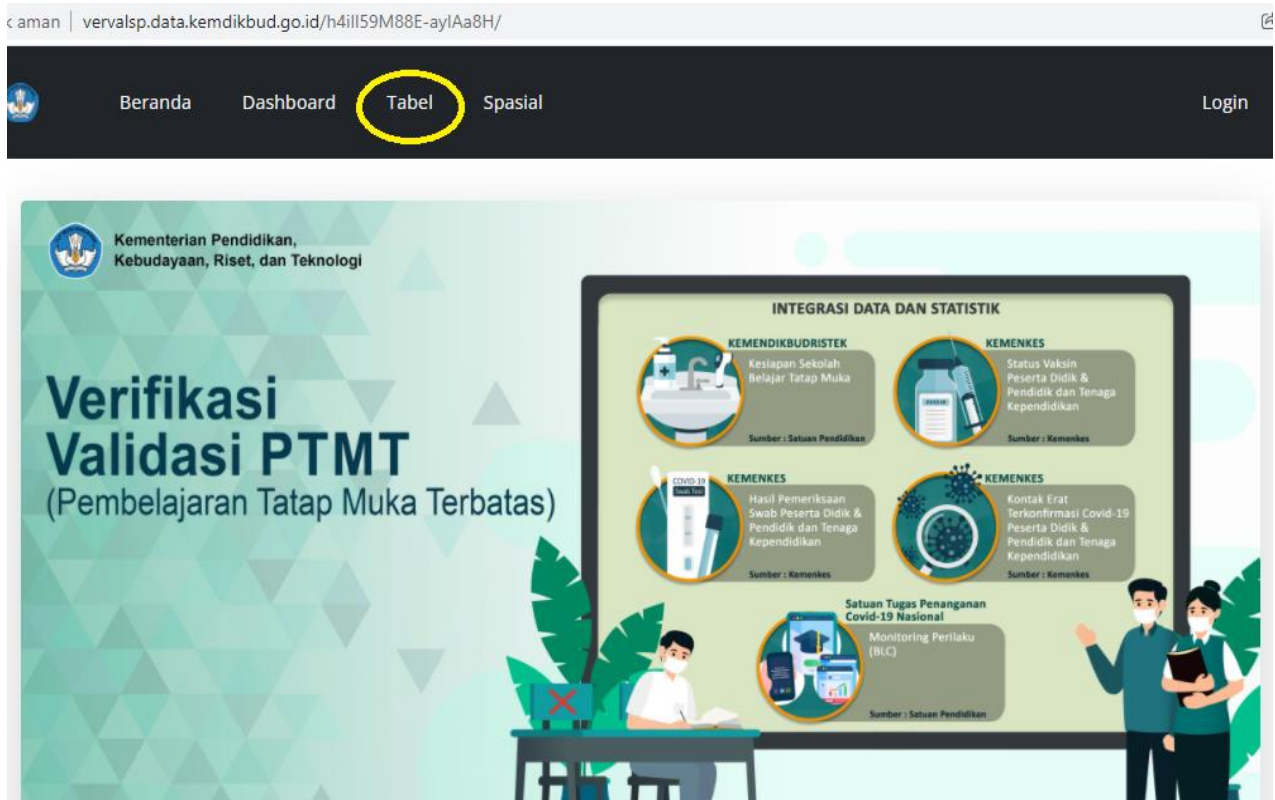 aman | vervalsp.data.kemdikbud.go.id/h4iII59M88E-ayIAa8H/
Beranda Dashboard Tabel Spasial Login
Kementerian Pendidikan,
Kebudayaan, Riset, dan Teknologi
Verifikasi
Validasi PTMT
(Pembelajaran Tatap Muka Terbatas)
INTEGRASI DATA DAN STATISTIK
KEMENDIKBUDRISTEK
Kesiapan Sekolah
Belajar Tatap Muka
Sumber : Satuan Pendidikan
KEMENKES
Status Vaksin
Peserta Didik &
Pendidik dan Tenaga
Kependidikan
Sumber : Kemenkes
COVID-19
KEMENKES
Hasil Pemeriksaan
Swab Peserta Didik &
Pendidik dan Tenaga
Kependidikan
Sumber : Kemenkes
KEMENKES
Kontak Erat
Terkonfirmasi Covid-19
Peserta Didik &
Pendidik dan Tenaga
Kependidikan
Sumber : Kemenkes
Satuan Tugas Penanganan
Covid-19 Nasional
Monitoring Perilaku
(BLC)
Sumber : Satuan Pendidikan